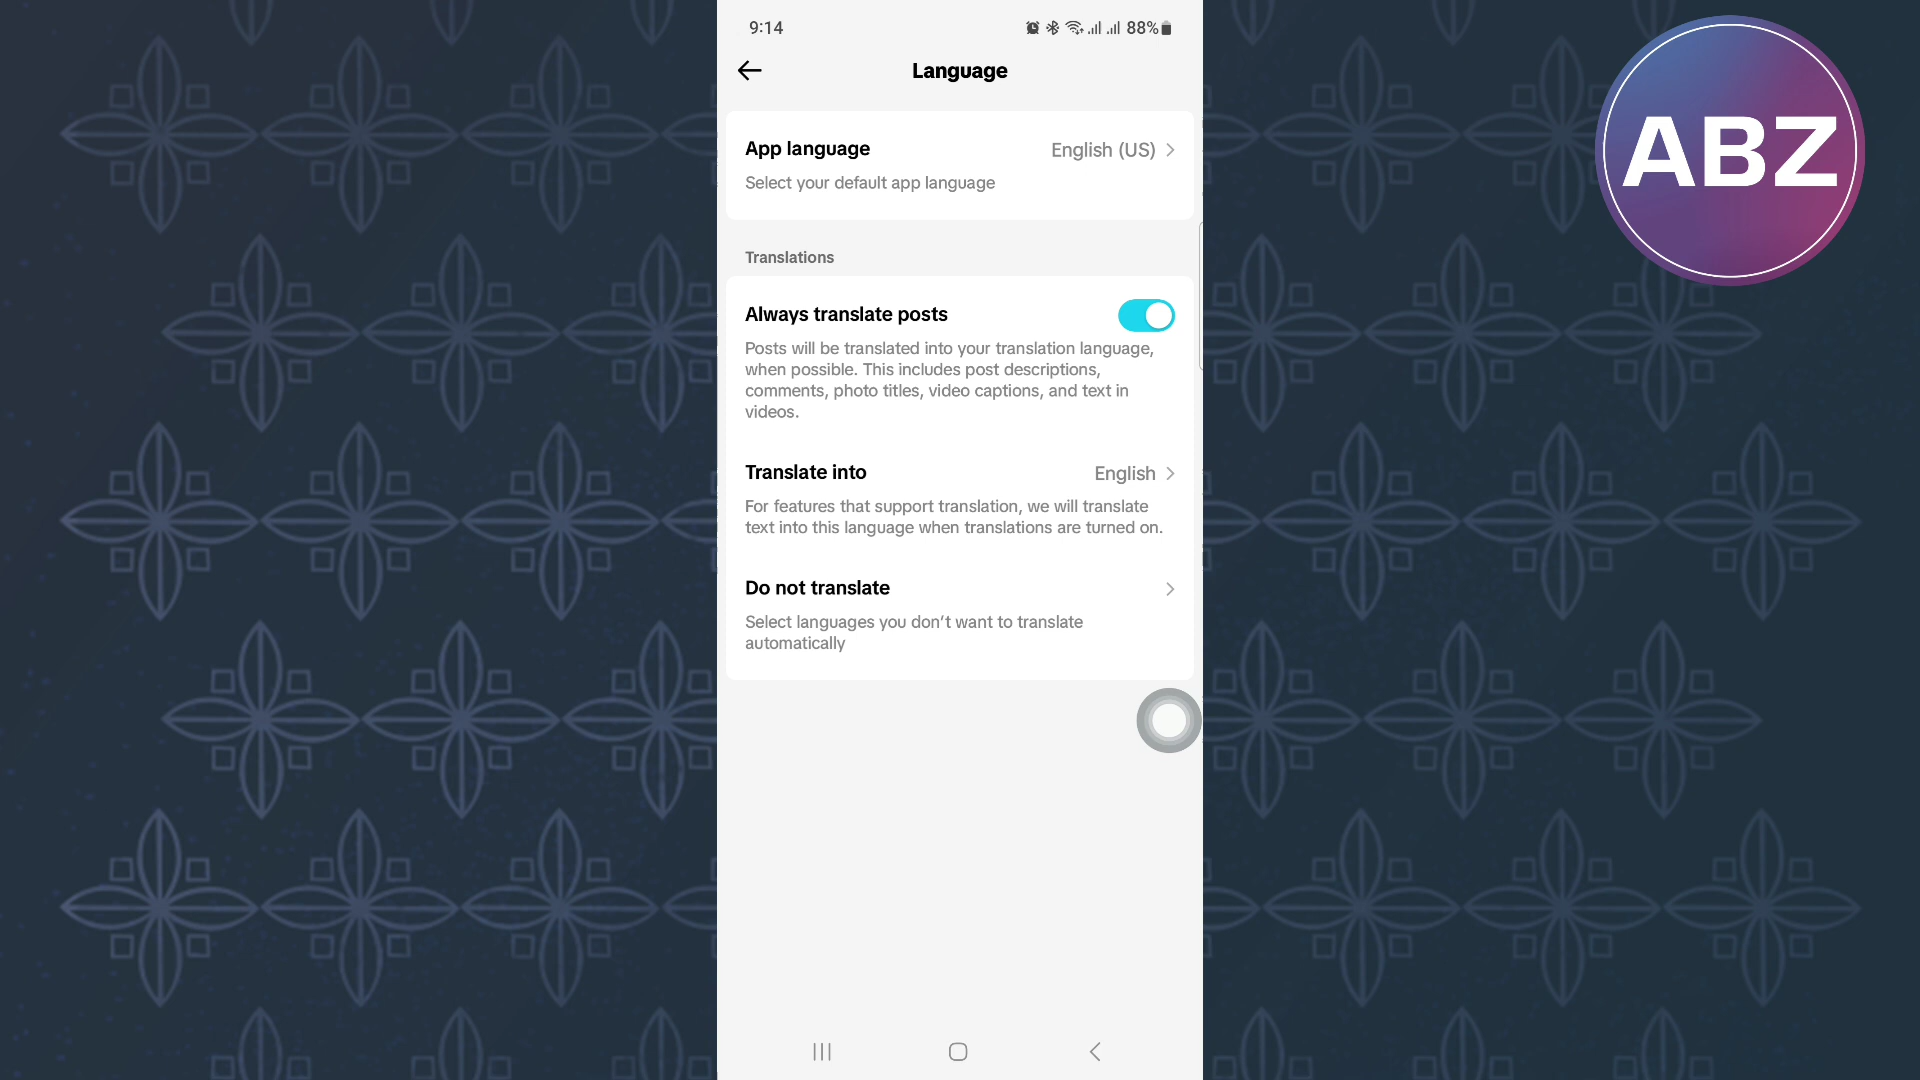 9:14
88%
Language
App language
English (US)
Select your default app language
Translations
Always translate posts
Posts will be translated into your translation language,
when possible. This includes post descriptions,
comments, photo titles, video captions, and text in
videos.
Translate into
English
For features that support translation, we will translate
text into this language when translations are turned on.
Do not translate
Select languages you don’t want to translate
automatically
ABZ